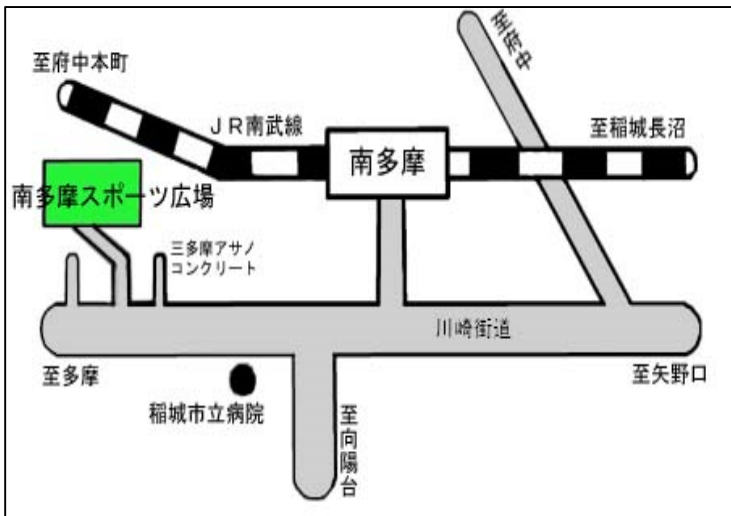 至府中
至府中本町
ＪＲ南武線
南多摩
至稲城長沼
南多摩スポーツ広場
三多摩アサノ
コンクリート
川崎街道
至多摩
至矢野口
稲城市立病院
至向陽台